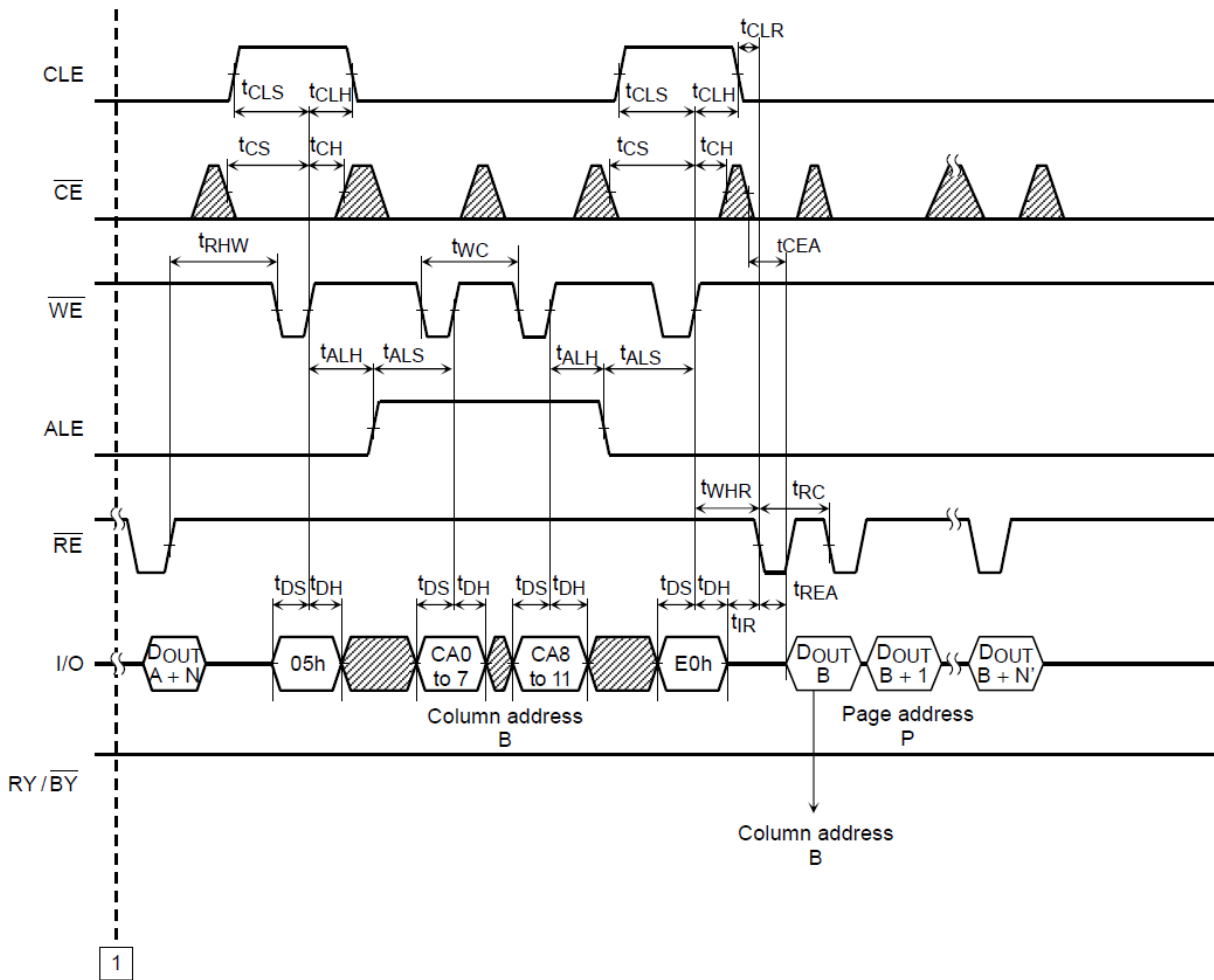 tCLR
CLE
tCLS tCLH tCLS tCLH
tCS tCH tCS tCH
CE
tRHW tWC tCEA
WE
tALH tALS tALH tALS
ALE
tWHR tRC
RE
tDS tDH tDS tDH tDS tDH tDS tDH tREA
tIR
I/O
DOUT
A + N
05h
CA0
to 7
CA8
to 11
E0h
DOUT
B
DOUT
B + 1
DOUT
B + N'
Column address
B
Page address
P
RY / BY
Column address
B
1